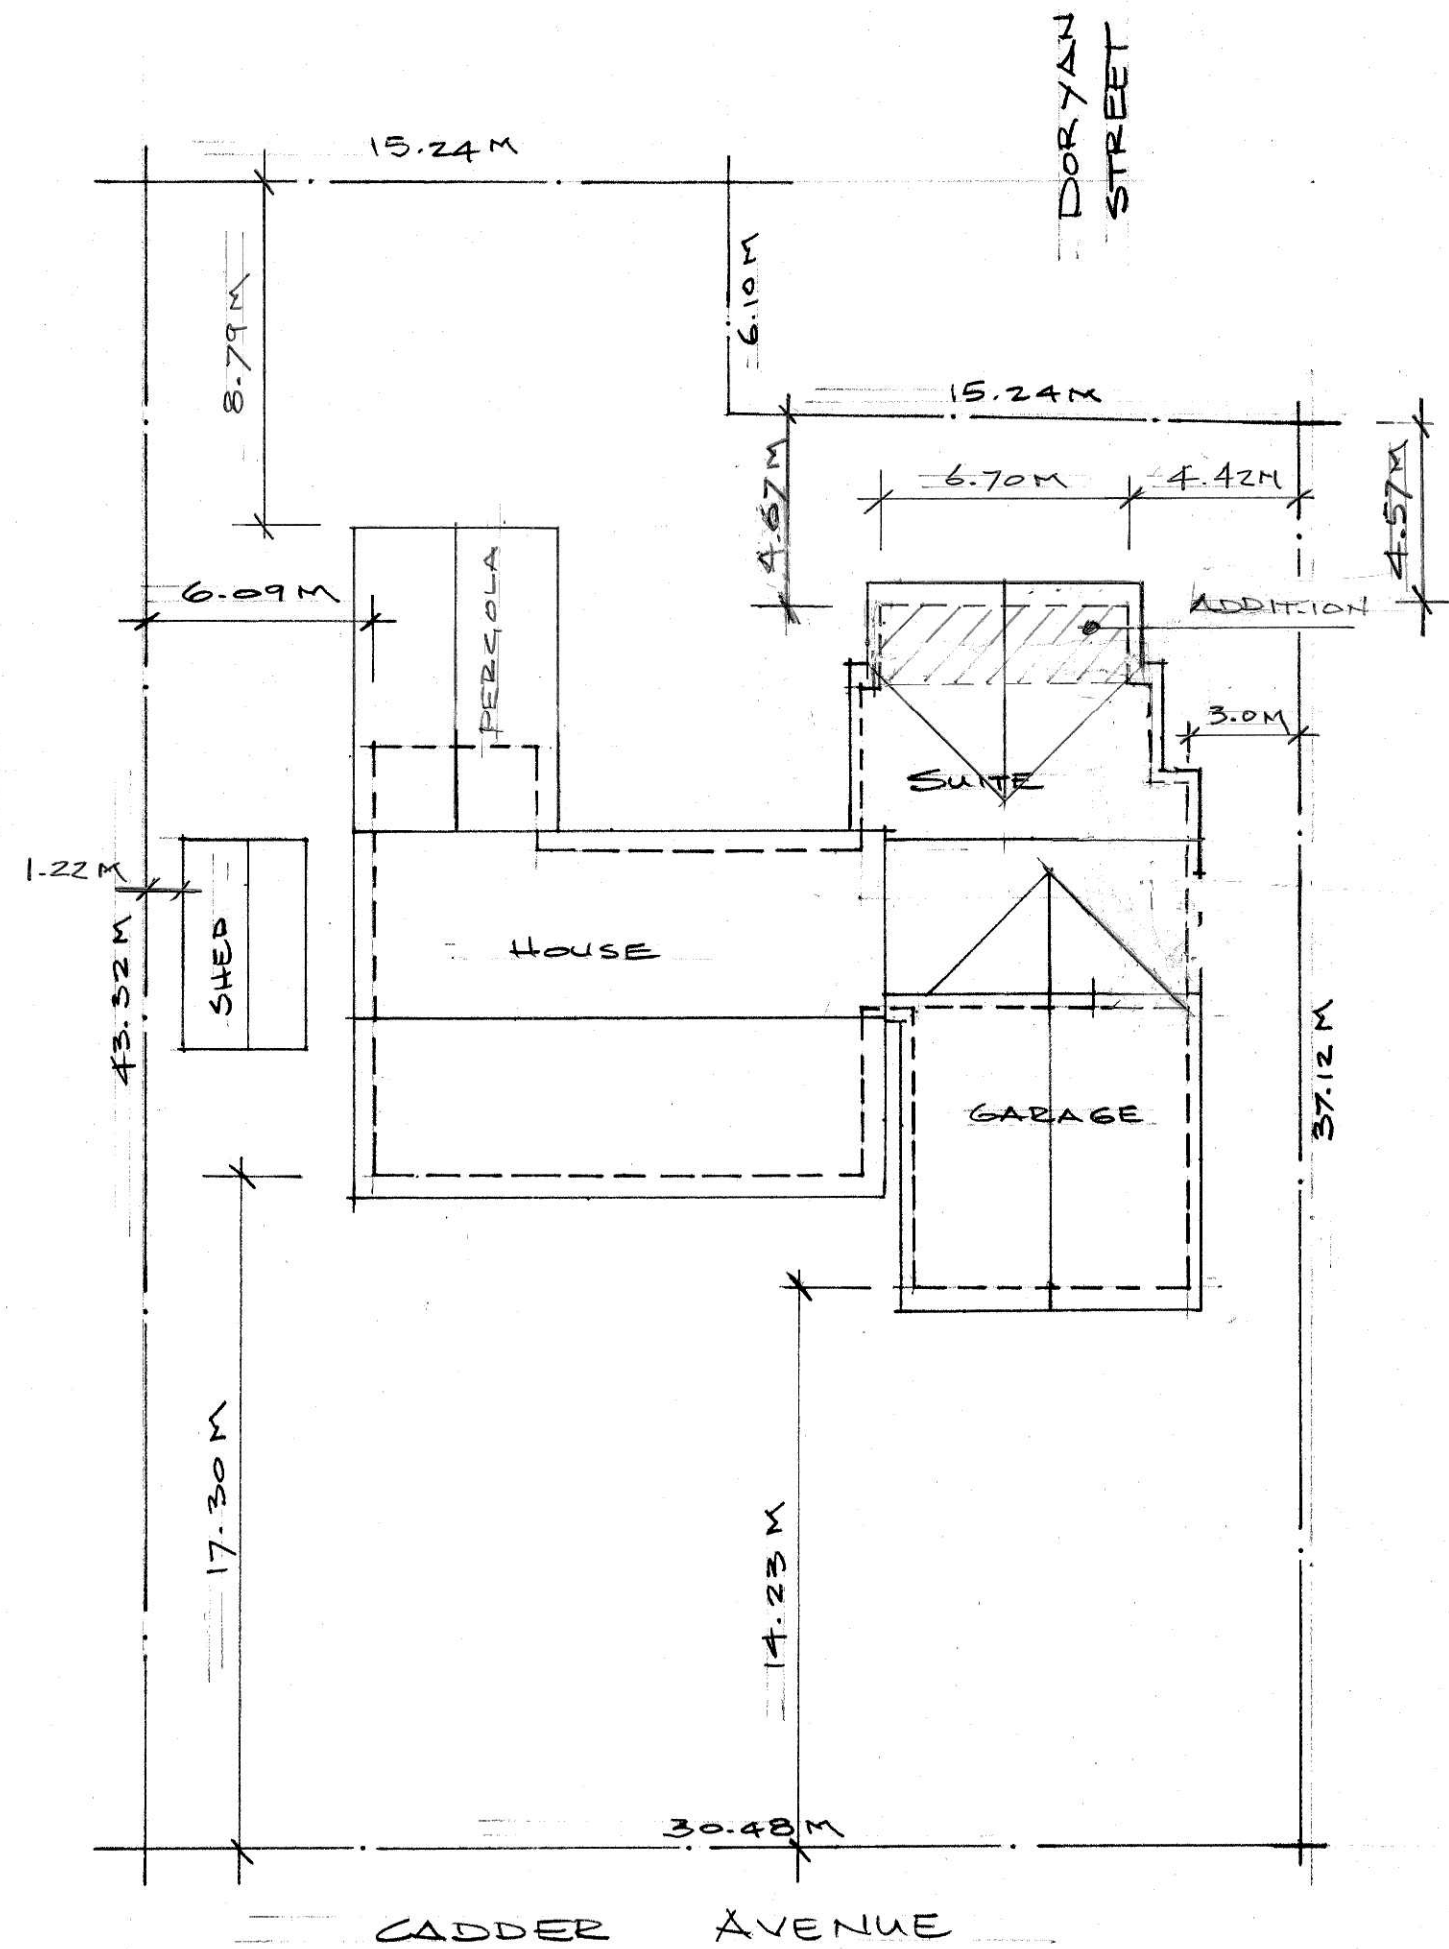 DORYAN
STREET
15.24M
8.79M
6.10M
15.24M
6.70M
4.42M
4.67M
4.57M
6.09M
PERGOLA
ADDITION
3.0M
SUITE
1.22M
SHED
HOUSE
43.32M
37.12M
GARAGE
17.30M
14.23M
30.48M
CADDER AVENUE